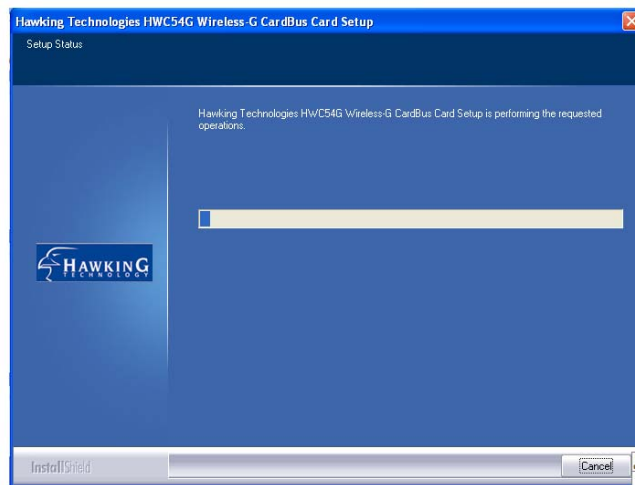 Hawking Technologies HWC54G Wireless-G CardBus Card Setup
Setup Status
Hawking Technologies HWC54G Wireless-G CardBus Card Setup is performing the requested
operations.
HAWKING
TECHNOLOGY
InstallShield
Cancel